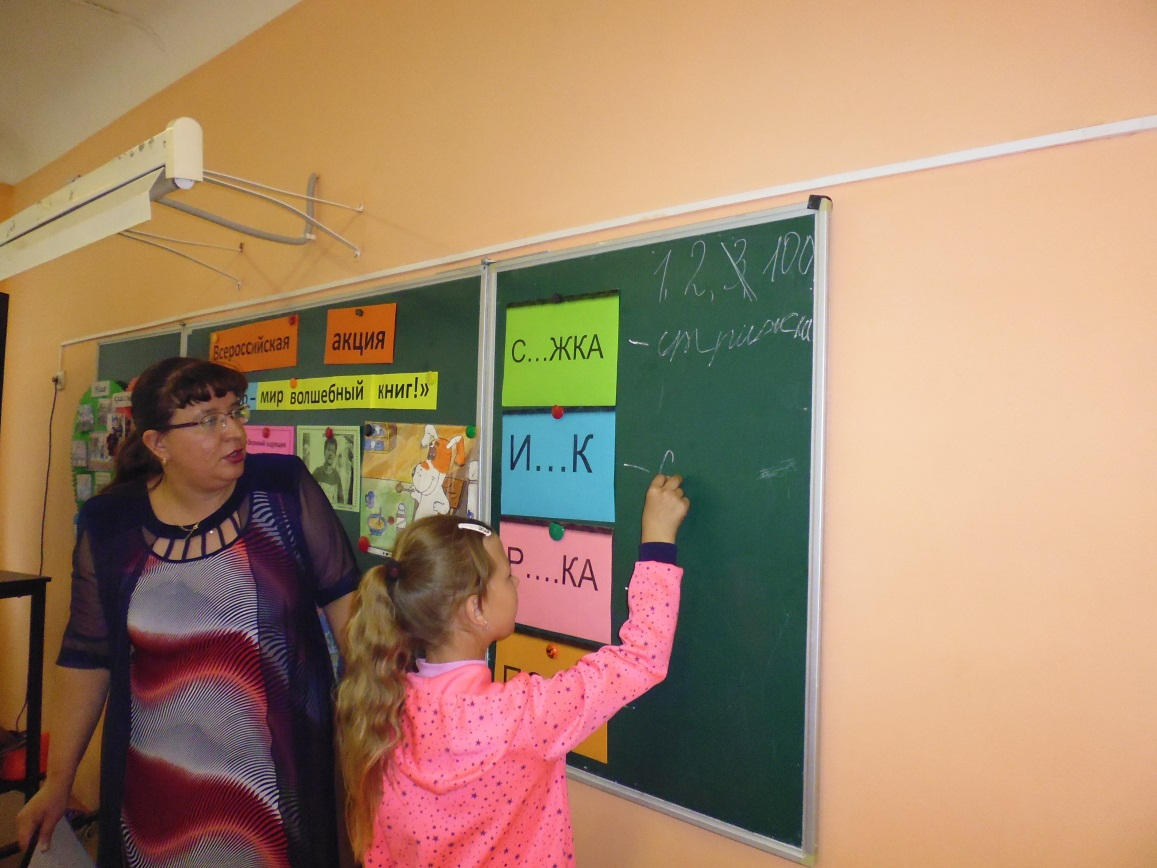 Всероссийская акция
– мир волшебный книг!»
С...ЖКА
И...К
Р....КА
1, 2, 3, 100
– стрижка